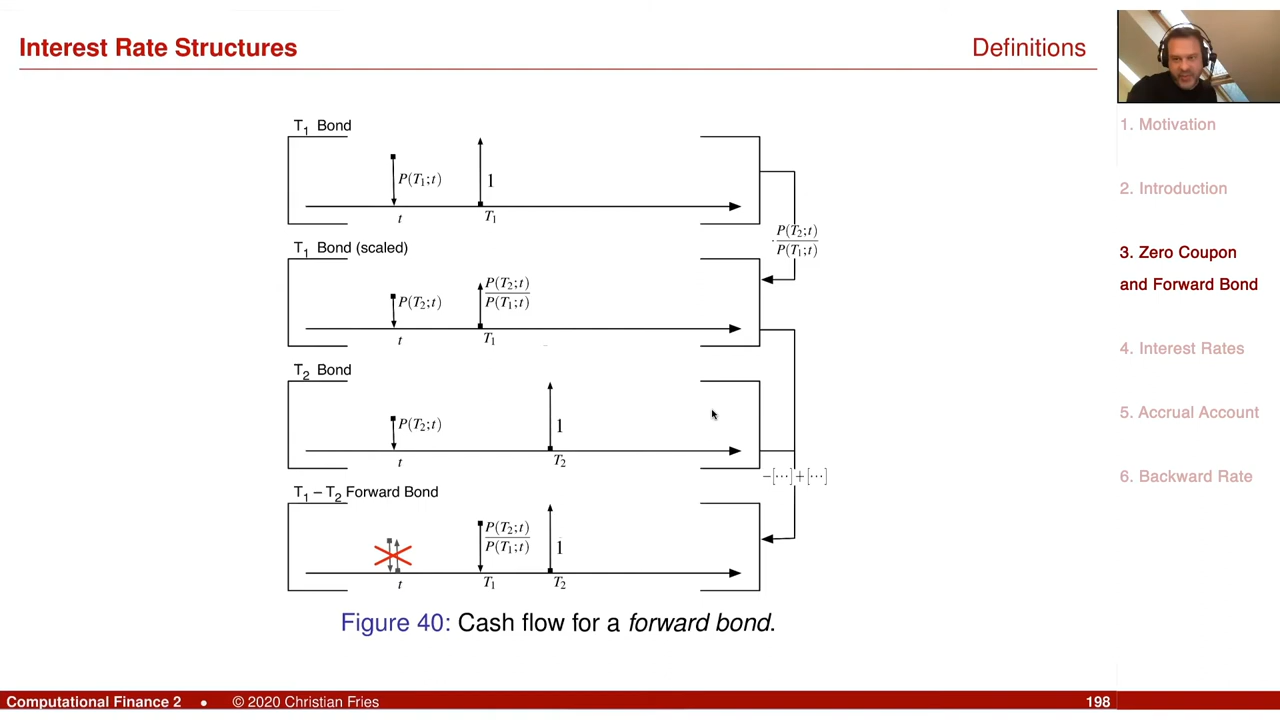 Interest Rate Structures
Definitions
T1 Bond
P(T1;t)
1
t
T1
P(T2;t)
P(T1;t)
T1 Bond (scaled)
P(T2;t)
P(T2;t)
P(T1;t)
t
T1
T2 Bond
P(T2;t)
1
t
T2
−[⋯]+[⋯]
T1 – T2 Forward Bond
P(T2;t)
P(T1;t)
1
t
T1
T2
Figure 40: Cash flow for a forward bond.
1. Motivation
2. Introduction
3. Zero Coupon
and Forward Bond
4. Interest Rates
5. Accrual Account
6. Backward Rate
Computational Finance 2 • © 2020 Christian Fries
198